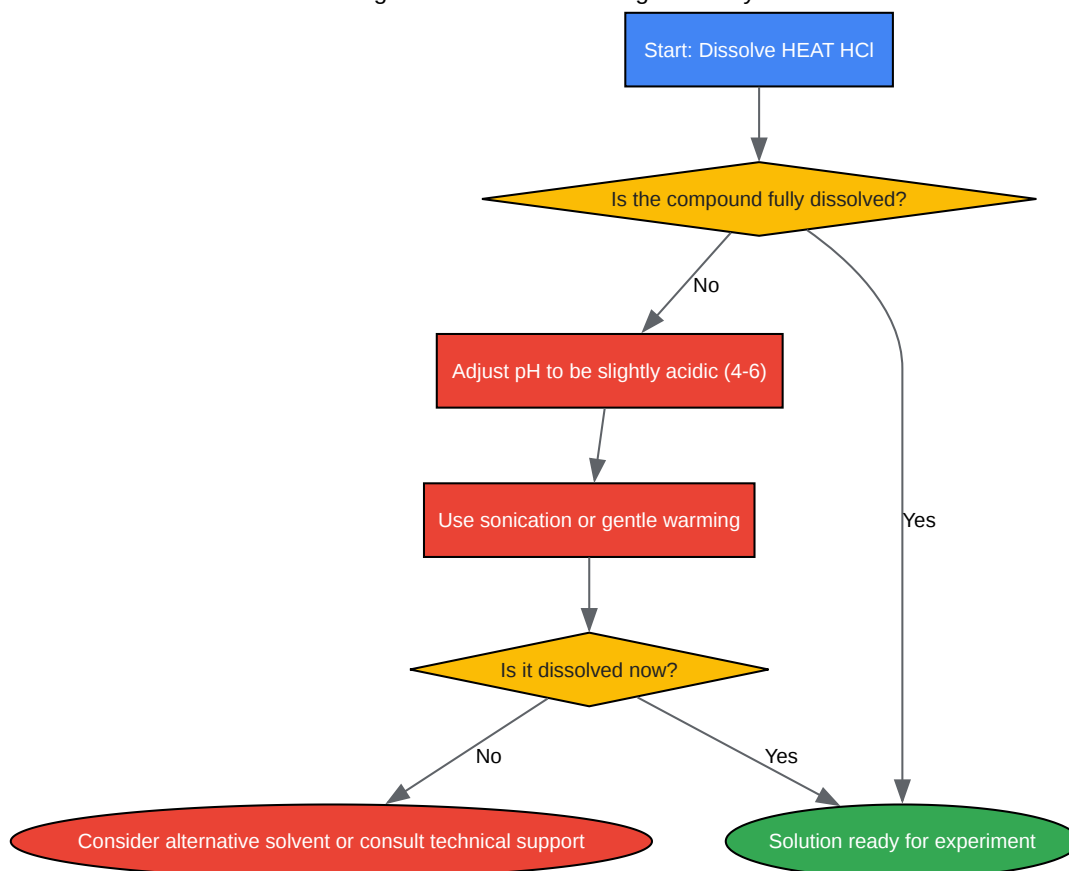 Start: Dissolve HEAT HCl
Is the compound fully dissolved?
No
Adjust pH to be slightly acidic (4-6)
Use sonication or gentle warming
Yes
Is it dissolved now?
No
Yes
Consider alternative solvent or consult technical support
Solution ready for experiment